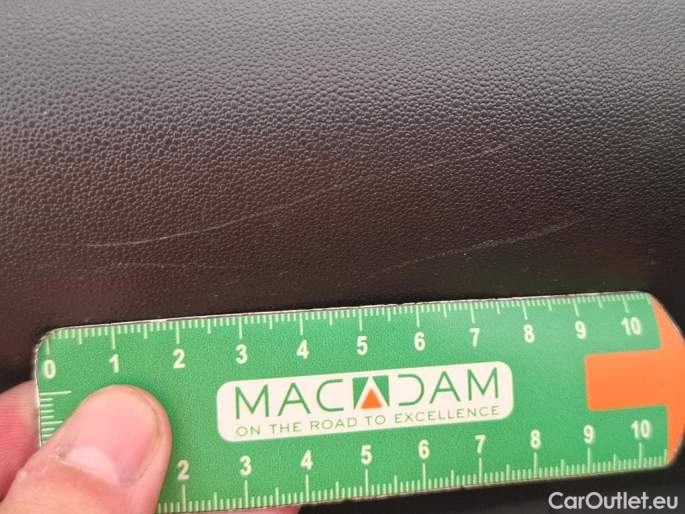 0 1 2 3 4 5 6 7 8 9 10
MACADAM
ON THE ROAD TO EXCELLENCE
2 3 4 5 6 7 8 9 10
CarOutlet.eu